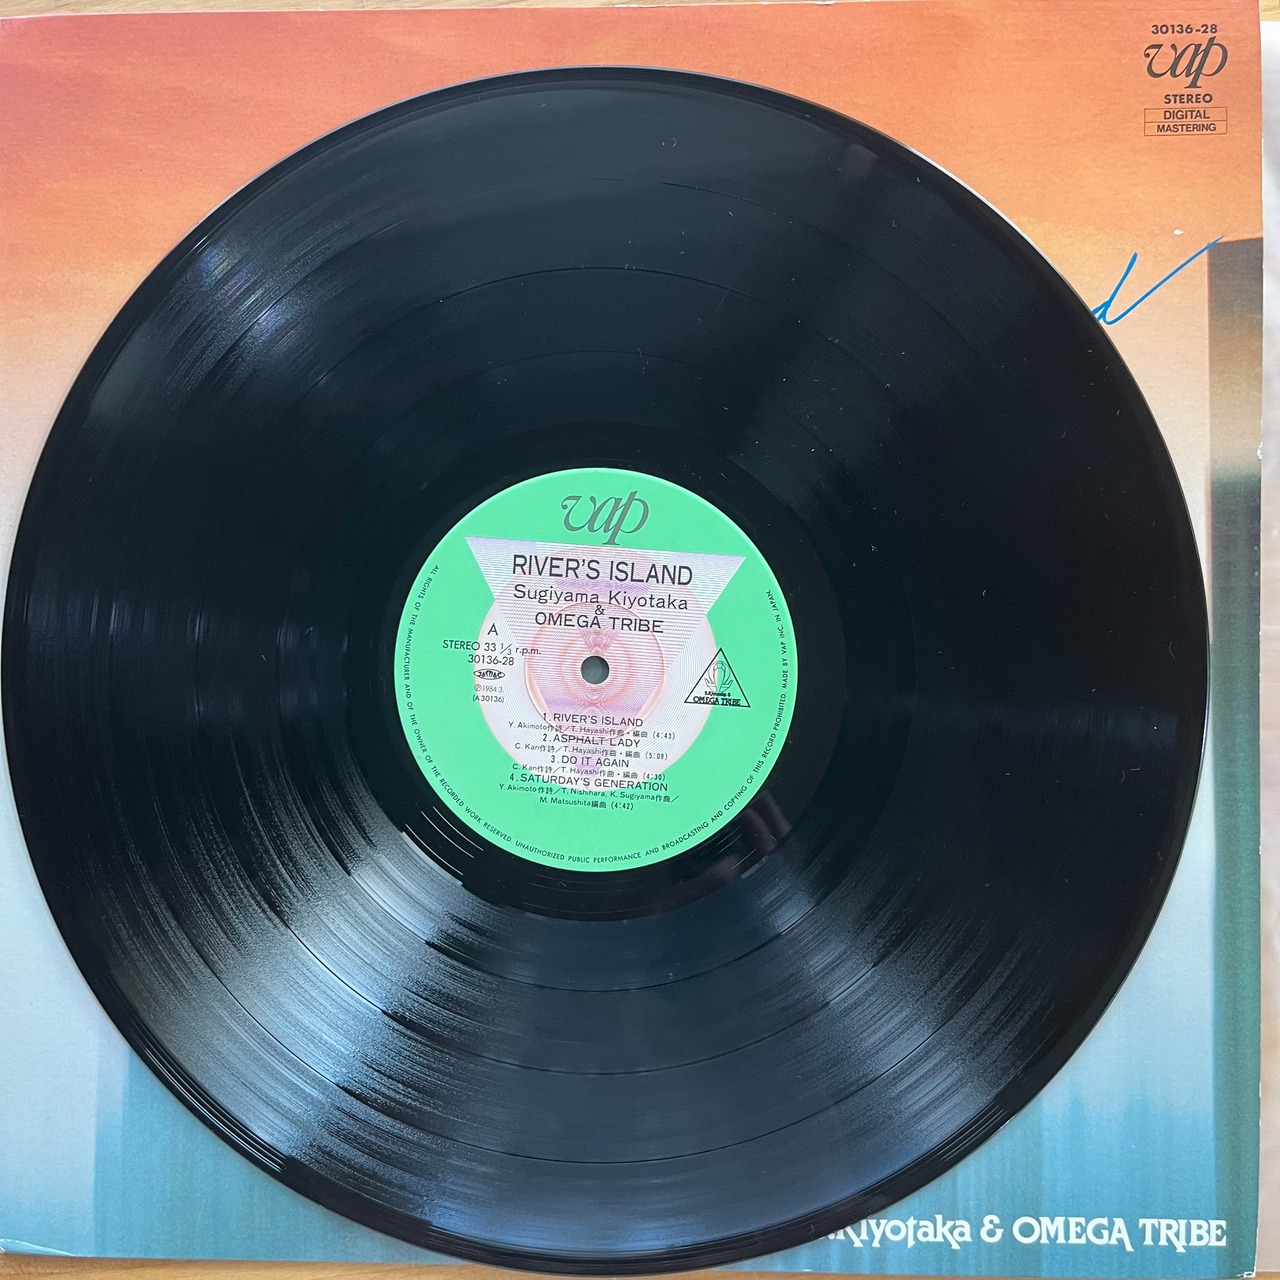 30136-28
vap
STEREO
DIGITAL
MASTERING
vap
RIVER'S ISLAND
Sugiyama Kiyotaka
&
OMEGA TRIBE
A
STEREO 33 1/3 r.p.m.
30136-28
JASRAC
Ⓟ1984.3.
(A 30136)
S.Kiyotaka &
OMEGA TRIBE
1. RIVER'S ISLAND
Y. Akimoto作詩／T. Hayashi作曲・編曲 (4:43)
2. ASPHALT LADY
C. Kan作詩／T. Hayashi作曲・編曲 (5:08)
3. DO IT AGAIN
C. Kan作詩／T. Hayashi作曲・編曲 (4:30)
4. SATURDAY'S GENERATION
Y. Akimoto作詩／T. Nishihara, K. Sugiyama作曲／
M. Matsushita編曲 (4:42)
ALL RIGHTS OF THE MANUFACTURER AND OF THE OWNER OF THE RECORDED WORK RESERVED. UNAUTHORIZED PUBLIC PERFORMANCE AND BROADCASTING AND COPYING OF THIS RECORD PROHIBITED. MADE BY VAP INC. IN JAPAN.
.Kiyotaka & OMEGA TRIBE